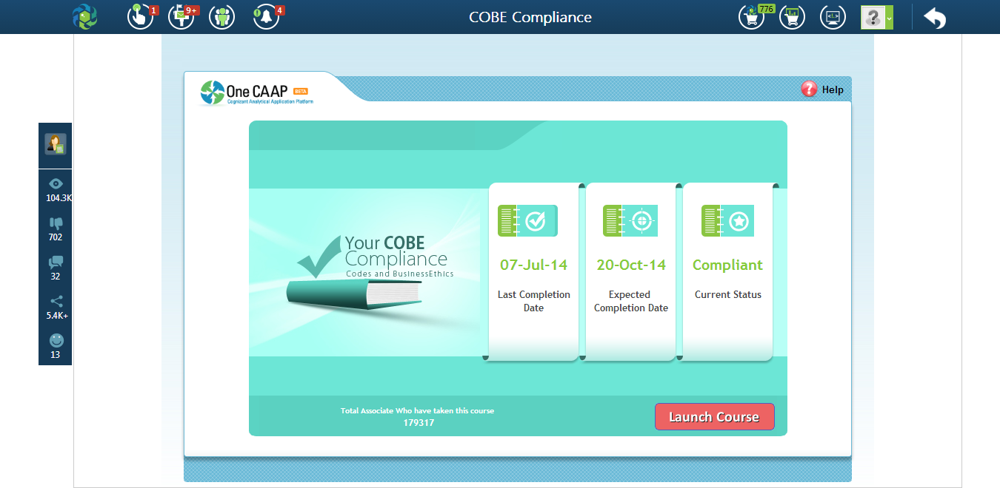 1
9+
4
COBE Compliance
776
One CAAP BETA
Cognizant Analytical Application Platform
? Help
104.3K
702
32
5.4K+
13
Your COBE
Compliance
Codes and BusinessEthics
07-Jul-14
Last Completion
Date
20-Oct-14
Expected
Completion Date
Compliant
Current Status
Total Associate Who have taken this course
179317
Launch Course